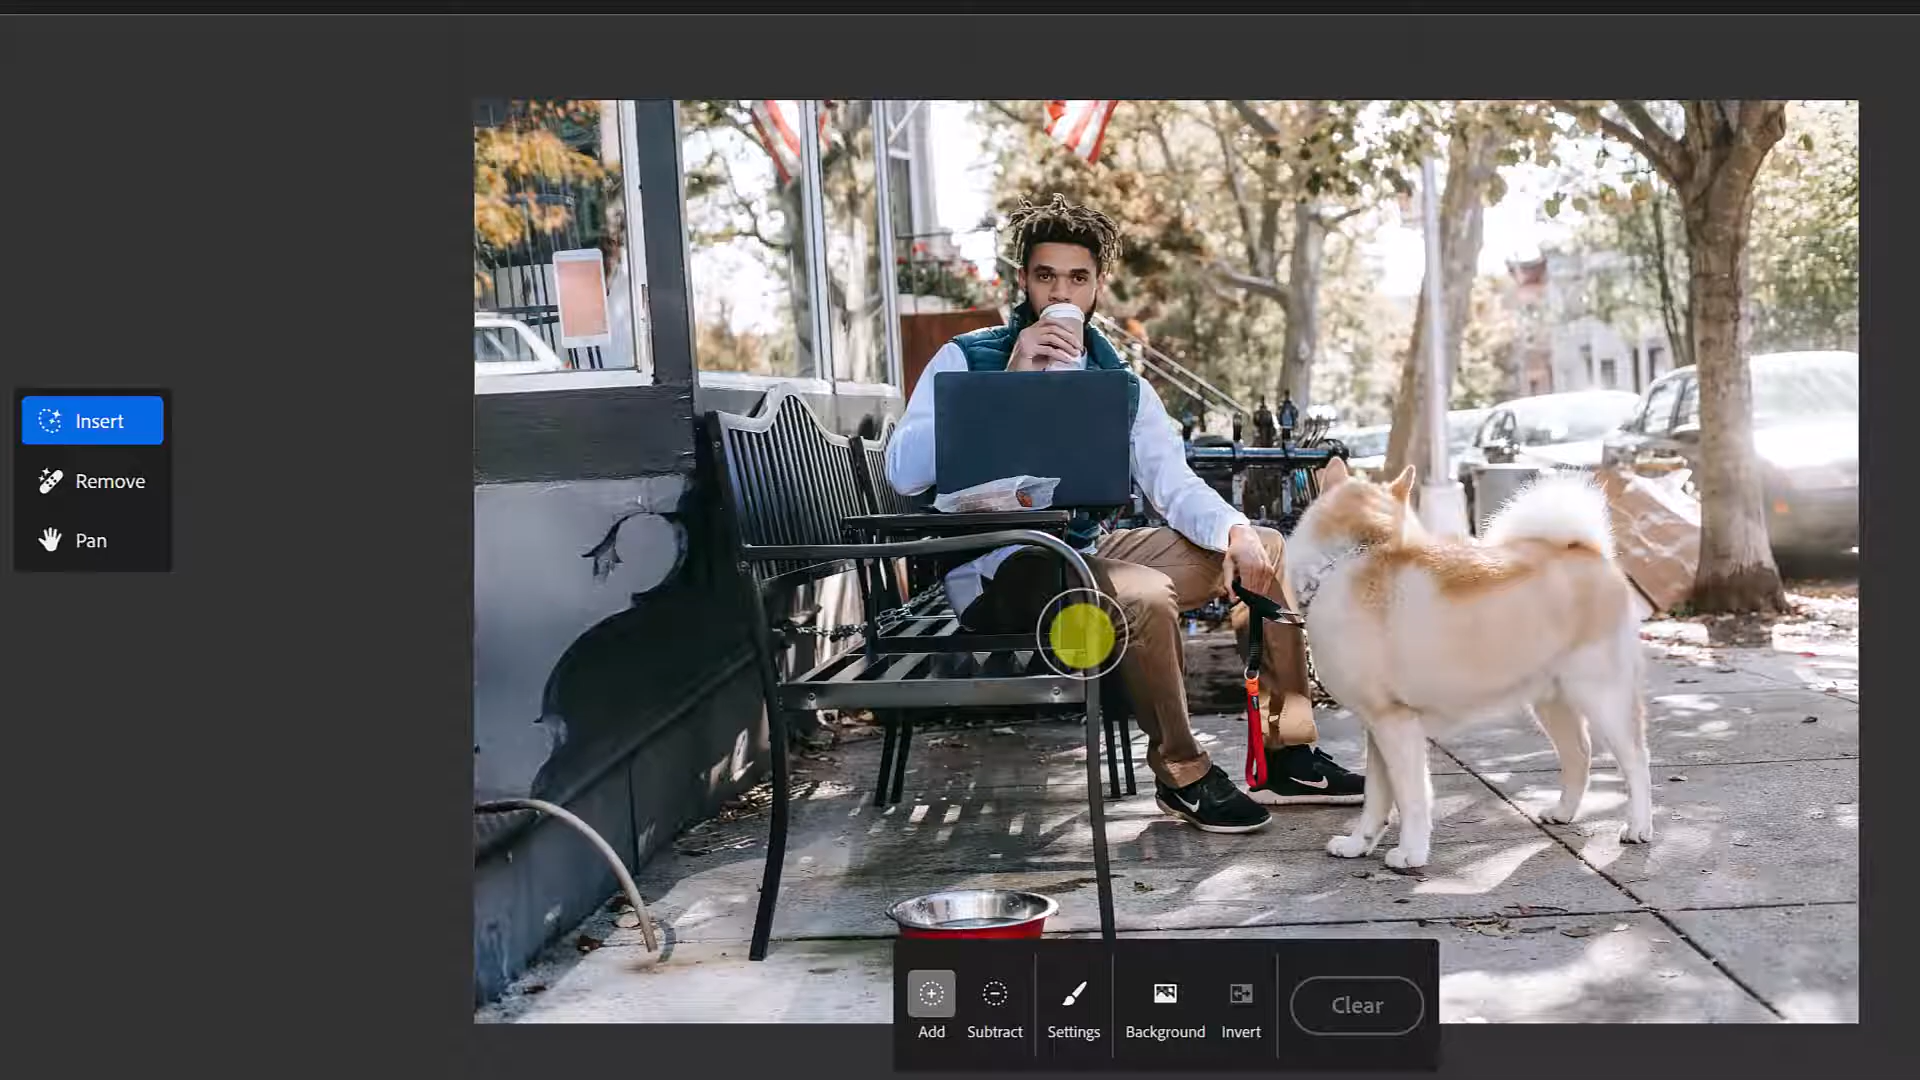 Insert
Remove
Pan
Add
Subtract
Settings
Background
Invert
Clear